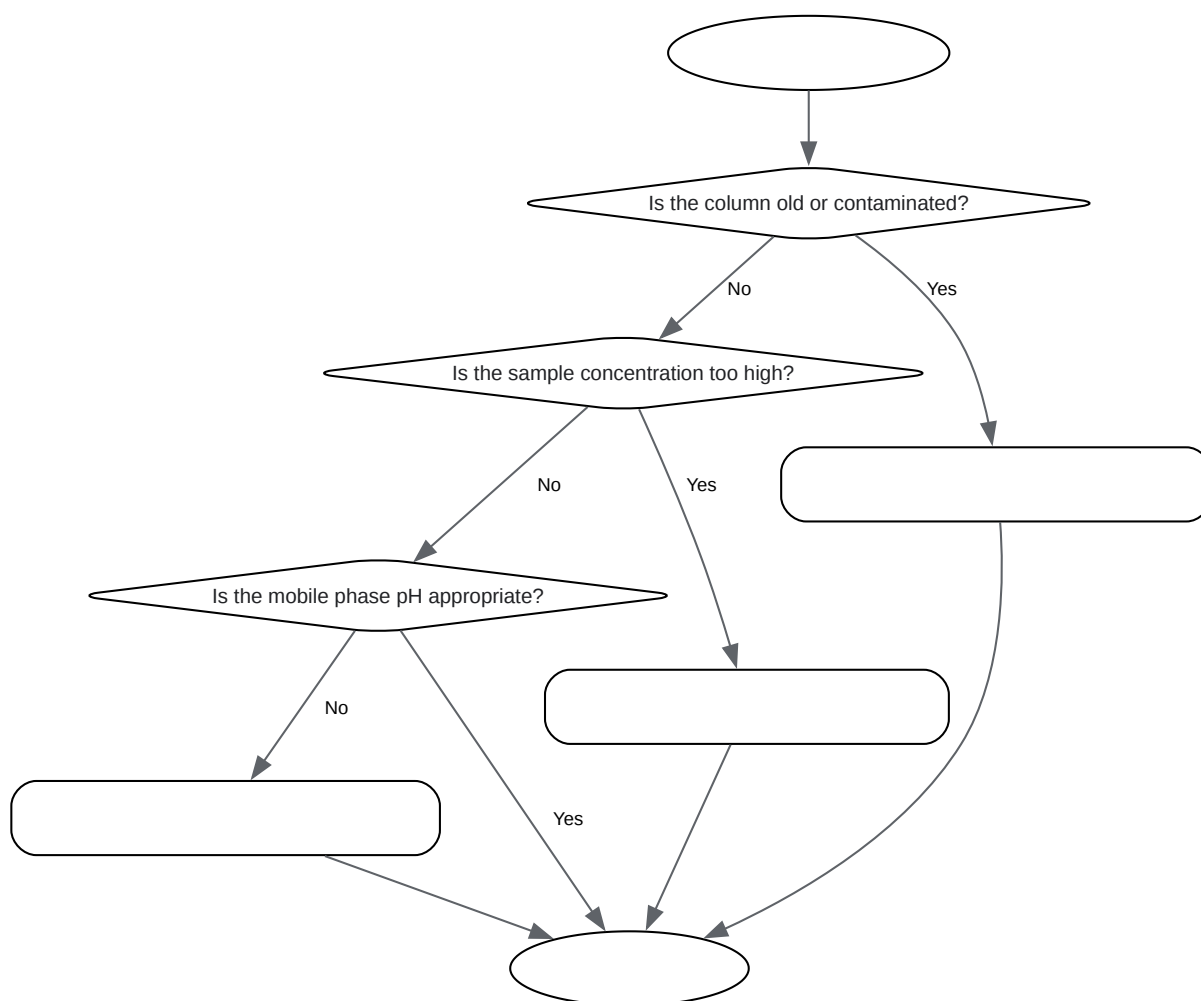 Is the column old or contaminated?
No
Yes
Is the sample concentration too high?
No
Yes
Is the mobile phase pH appropriate?
No
Yes